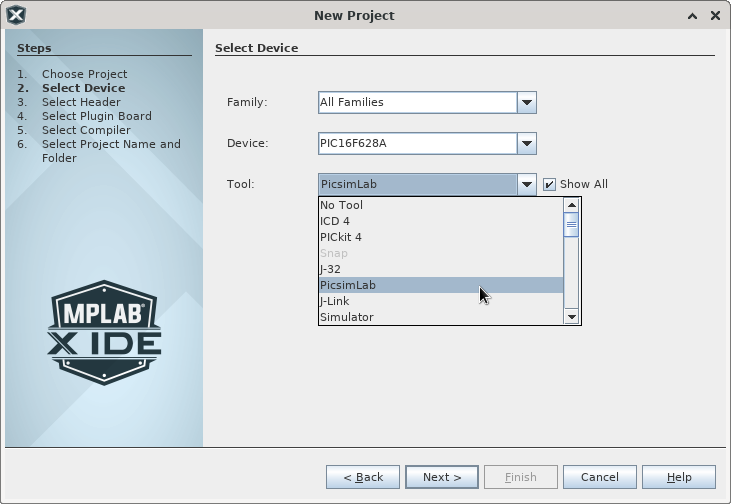 New Project
Steps
1. Choose Project
2. Select Device
3. Select Header
4. Select Plugin Board
5. Select Compiler
6. Select Project Name and
Folder
MPLAB
X IDE
Select Device
Family: All Families
Device: PIC16F628A
Tool: PicsimLab Show All
No Tool
ICD 4
PICkit 4
Snap
J-32
PicsimLab
J-Link
Simulator
< Back Next > Finish Cancel Help